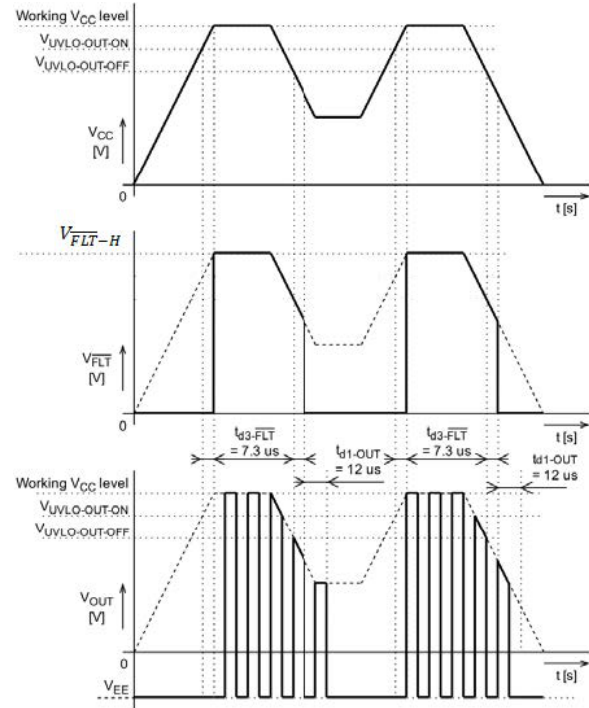 Working VCC level
VUVLO-OUT-ON
VUVLO-OUT-OFF
VCC
[V]
0
t [s]
VFLT-H
VFLT
[V]
0
t [s]
td3-FLT
= 7.3 us
td1-OUT
= 12 us
td3-FLT
= 7.3 us
td1-OUT
= 12 us
Working VCC level
VUVLO-OUT-ON
VUVLO-OUT-OFF
VOUT
[V]
0
t [s]
VEE